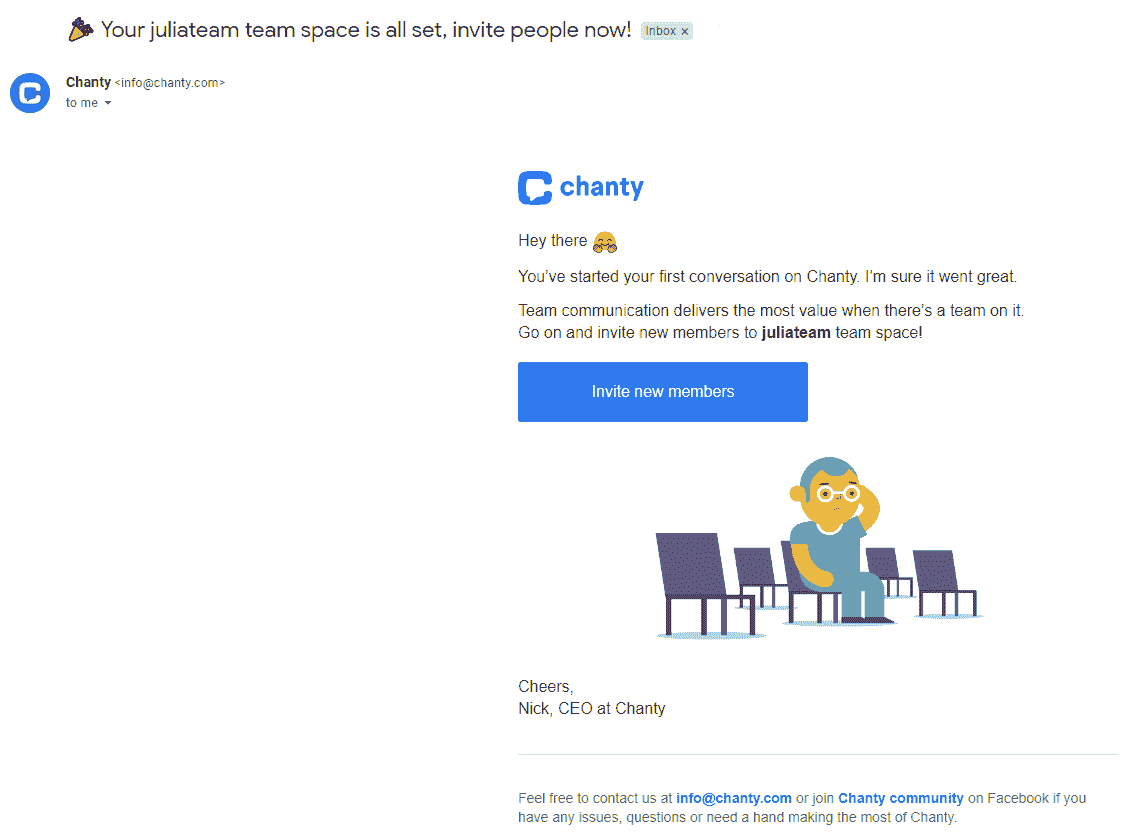 🎉 Your juliateam team space is all set, invite people now! Inbox ×
Chanty <info@chanty.com>
to me
chanty
Hey there 🤗
You’ve started your first conversation on Chanty. I’m sure it went great.
Team communication delivers the most value when there’s a team on it.
Go on and invite new members to juliateam team space!
Invite new members
Cheers,
Nick, CEO at Chanty
Feel free to contact us at info@chanty.com or join Chanty community on Facebook if you
have any issues, questions or need a hand making the most of Chanty.